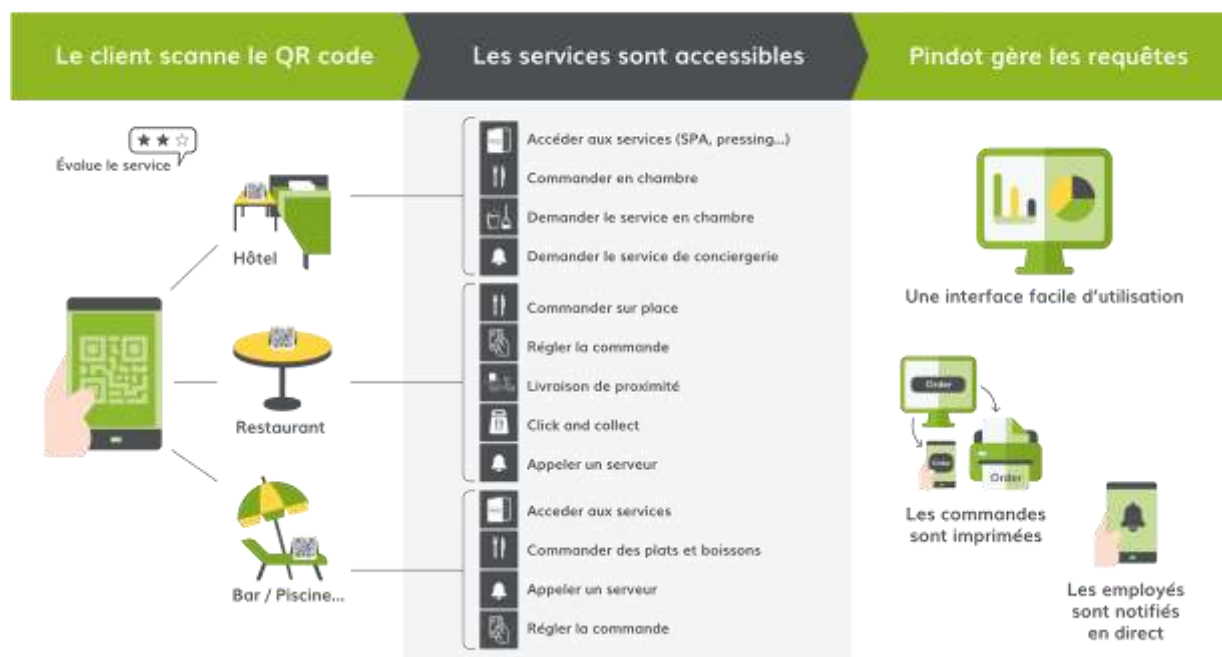 Le client scanne le QR code
Les services sont accessibles
Pindot gère les requêtes
Évalue le service
Hôtel
Restaurant
Bar / Piscine...
Accéder aux services (SPA, pressing...)
Commander en chambre
Demander le service en chambre
Demander le service de conciergerie
Commander sur place
Régler la commande
Livraison de proximité
Click and collect
Appeler un serveur
Acceder aux services
Commander des plats et boissons
Appeler un serveur
Régler la commande
Une interface facile d'utilisation
Order
Order
Order
Les commandes
sont imprimées
Les employés
sont notifiés
en direct